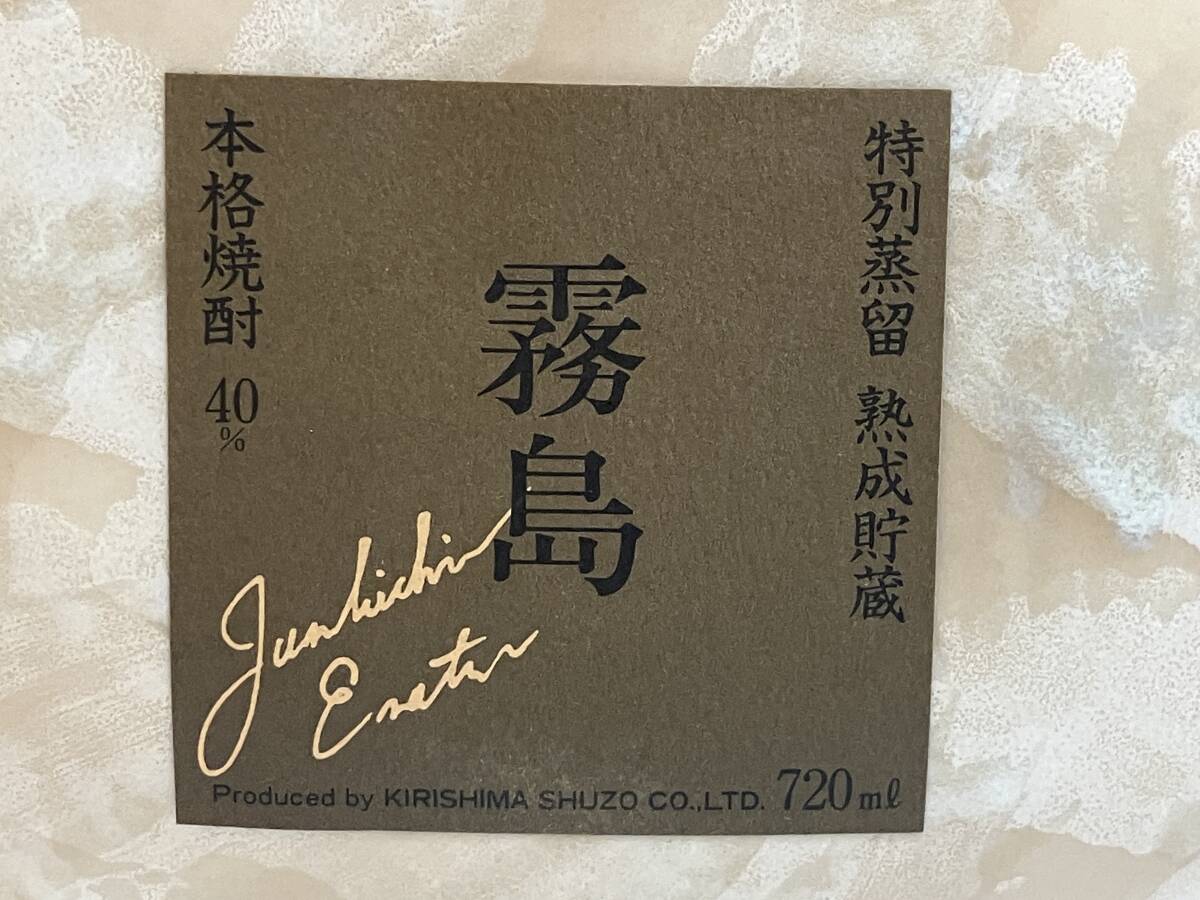 特別蒸留 熟成貯蔵
霧島
本格焼酎 40%
Junkichi
Enatsu
Produced by KIRISHIMA SHUZO CO.,LTD. 720ml